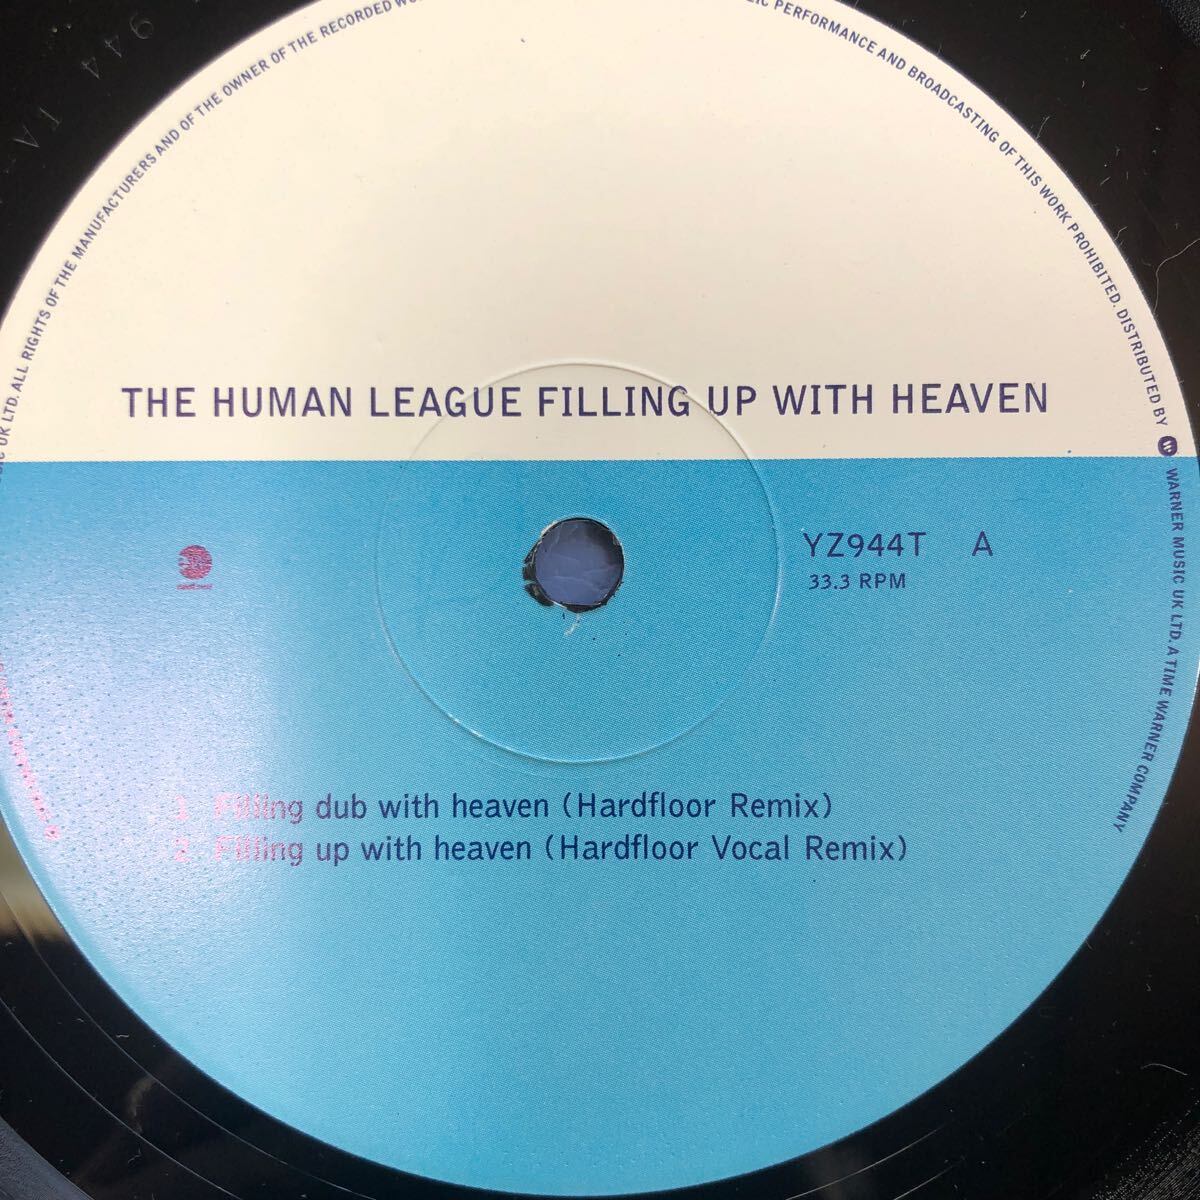 UK LTD. ALL RIGHTS OF THE MANUFACTURERS AND OF THE OWNER OF THE RECORDED
PERFORMANCE AND BROADCASTING OF THIS WORK PROHIBITED. DISTRIBUTED BY WARNER MUSIC UK LTD. A TIME WARNER COMPANY
THE HUMAN LEAGUE FILLING UP WITH HEAVEN
YZ944T A
33.3 RPM
1 Filling dub with heaven (Hardfloor Remix)
2 Filling up with heaven (Hardfloor Vocal Remix)